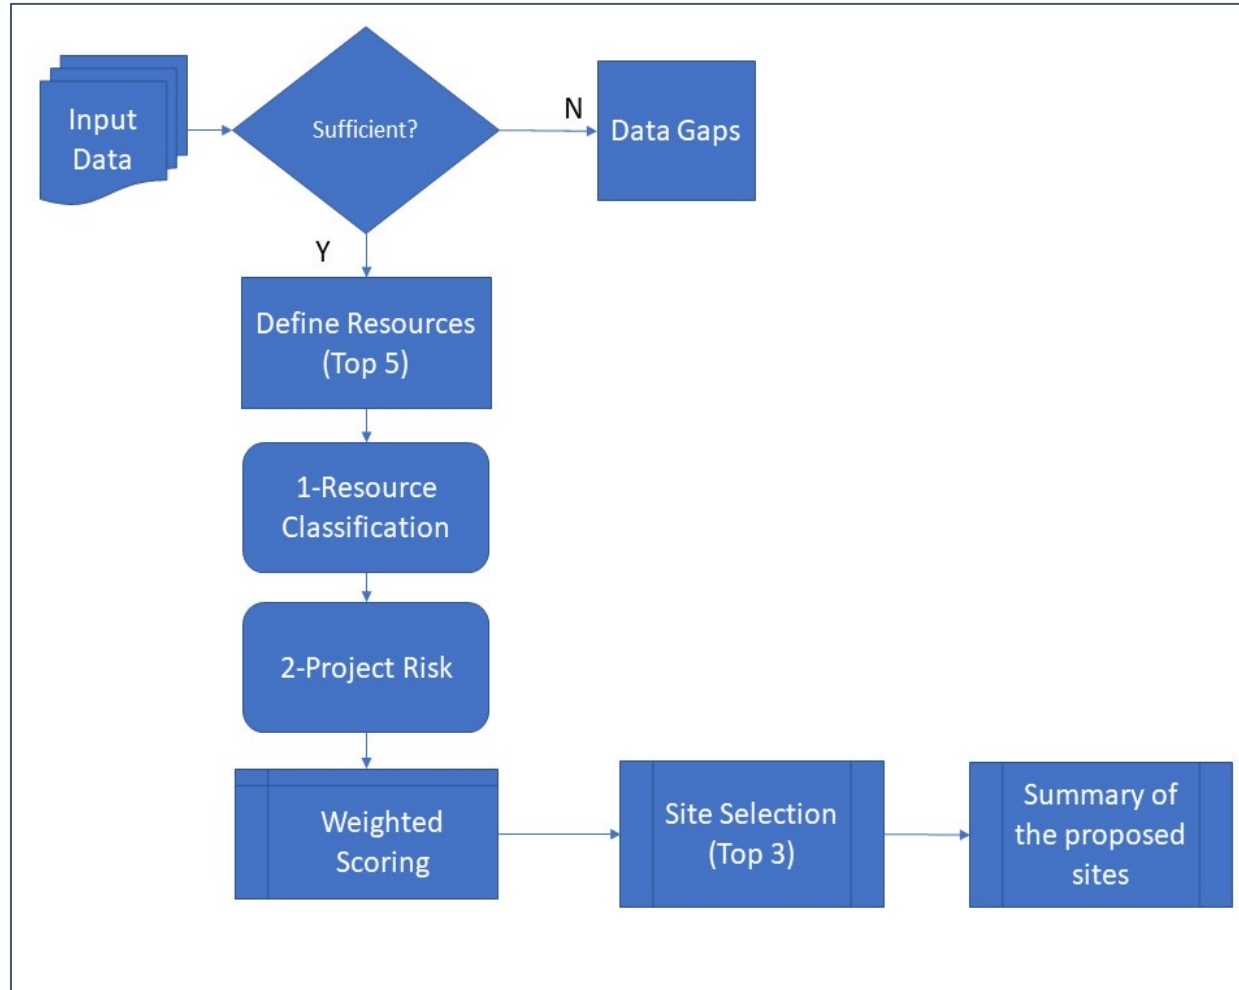 Input
Data
Sufficient?
N
Data Gaps
Y
Define Resources
(Top 5)
1-Resource
Classification
2-Project Risk
Weighted
Scoring
Site Selection
(Top 3)
Summary of
the proposed
sites